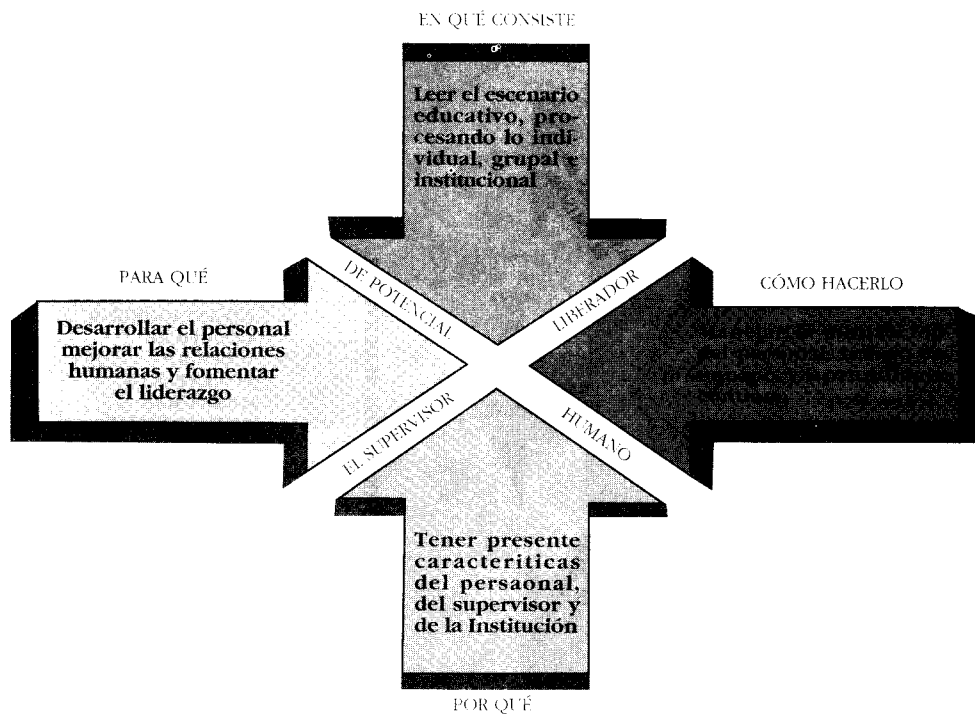 EN QUÉ CONSISTE
Leer el escenario
educativo, pro-
cesando lo indi-
vidual, grupal e
institucional
PARA QUÉ
Desarrollar el personal
mejorar las relaciones
humanas y fomentar
el liderazgo
DE POTENCIAL
LIBERADOR
EL SUPERVISOR
HUMANO
CÓMO HACERLO
Tener presente
caracteriticas
del persaonal,
del supervisor y
de la Institución
POR QUÉ